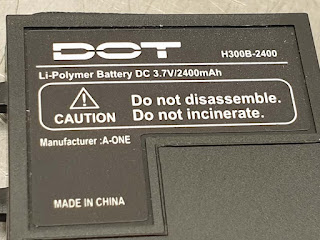 DOT
H300B-2400
Li-Polymer Battery DC 3.7V/2400mAh
CAUTION
Do not disassemble.
Do not incinerate.
Manufacturer :A-ONE
MADE IN CHINA